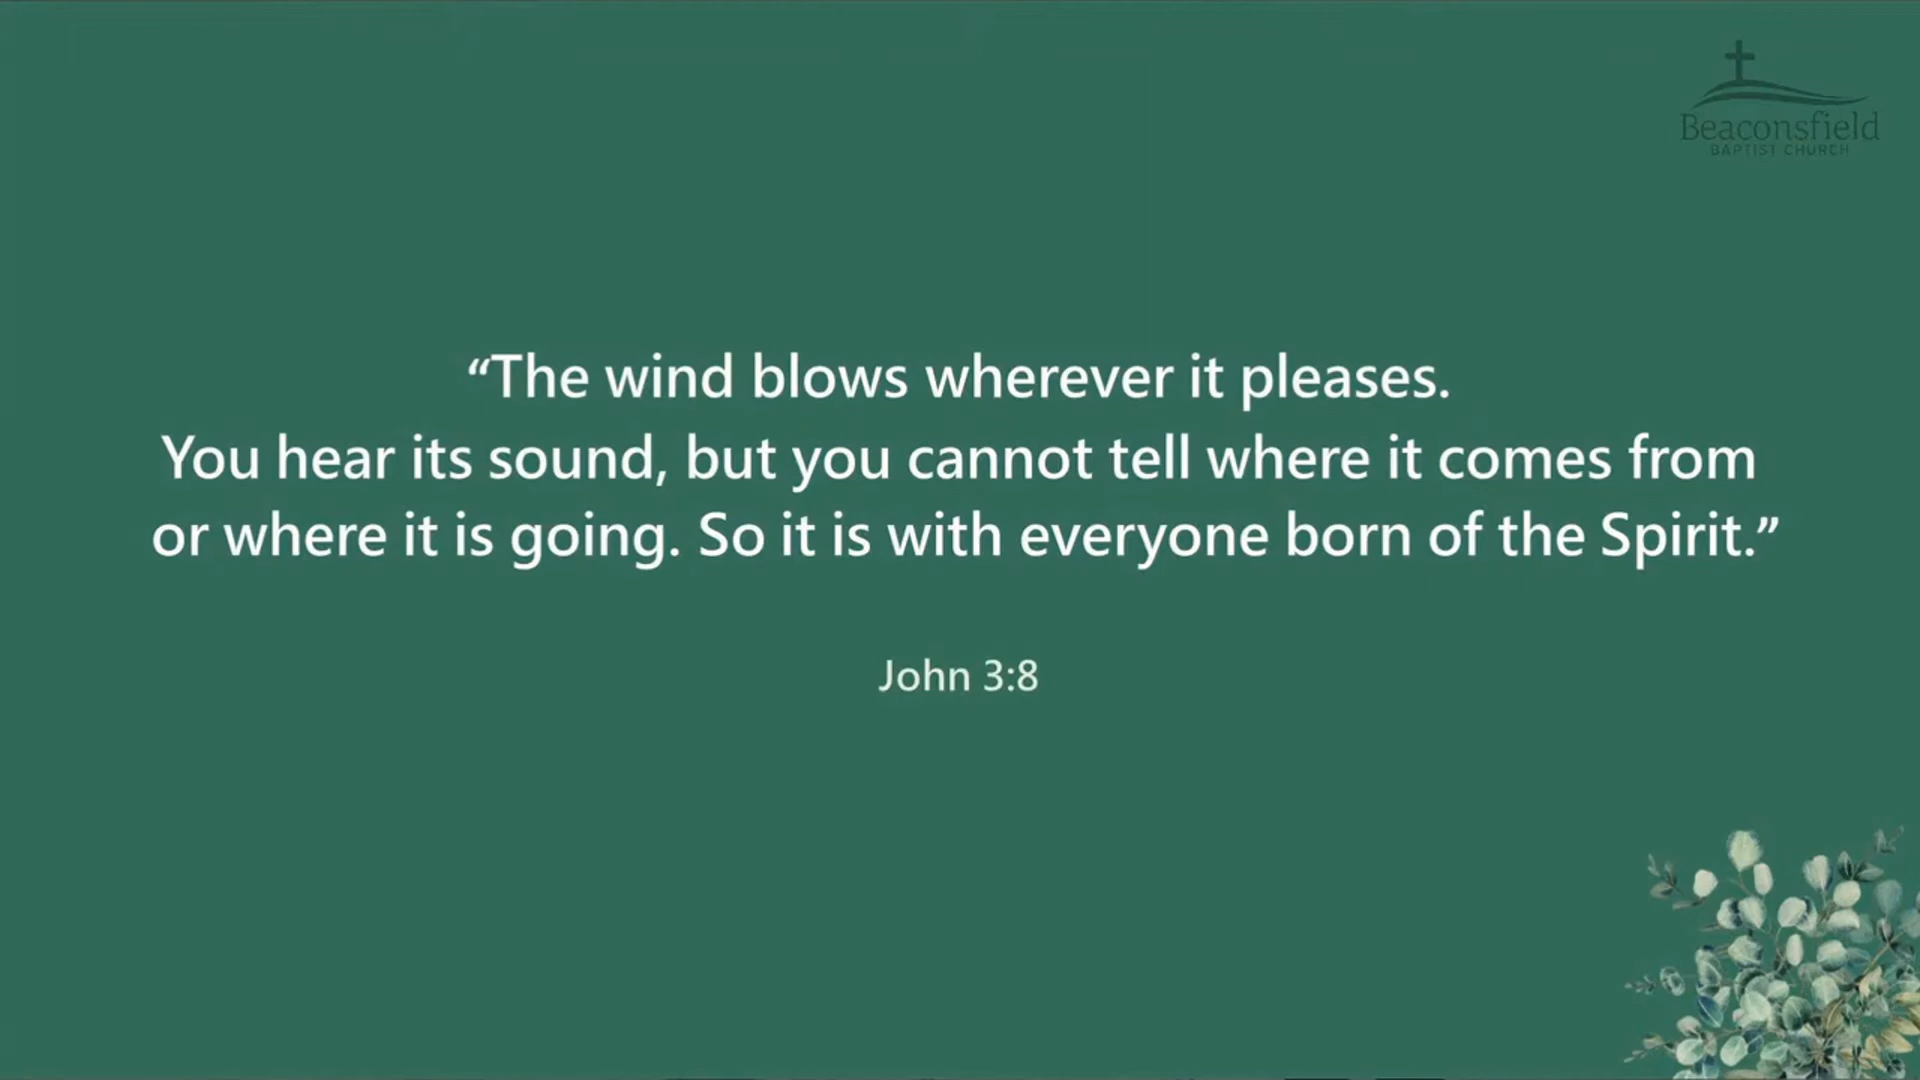 Beaconsfield
BAPTIST CHURCH
“The wind blows wherever it pleases.
You hear its sound, but you cannot tell where it comes from
or where it is going. So it is with everyone born of the Spirit.”
John 3:8